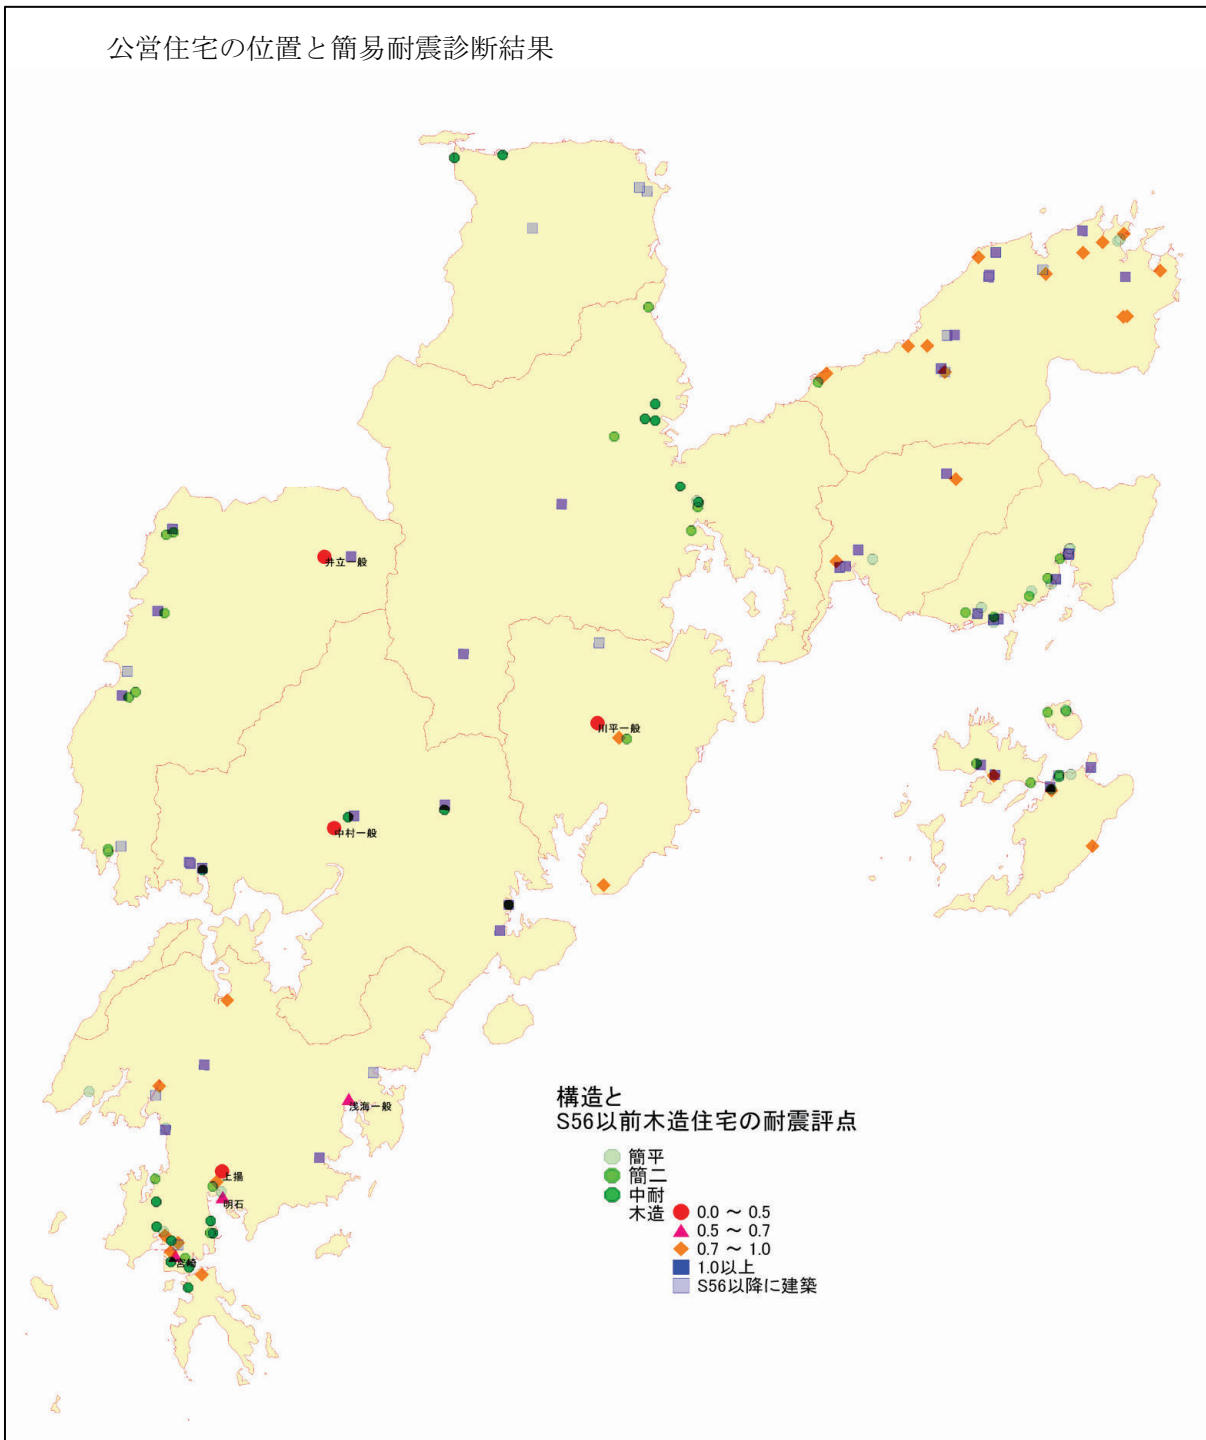 公営住宅の位置と簡易耐震診断結果
井立一般
川平一般
中村一般
浅海一般
上揚
明石
宮崎
構造と
S56以前木造住宅の耐震評点
簡平
簡二
中耐
木造
0.0 ～ 0.5
0.5 ～ 0.7
0.7 ～ 1.0
1.0以上
S56以降に建築